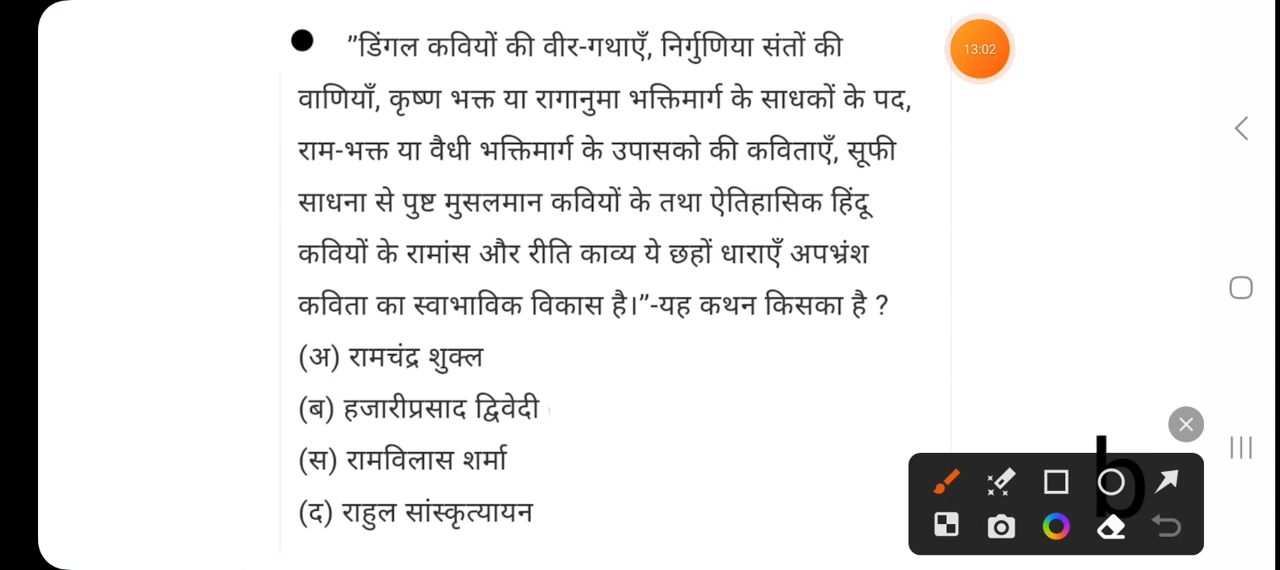 ● "डिंगल कवियों की वीर-गथाएँ, निर्गुणिया संतों की
वाणियाँ, कृष्ण भक्त या रागानुमा भक्तिमार्ग के साधकों के पद,
राम-भक्त या वैधी भक्तिमार्ग के उपासको की कविताएँ, सूफी
साधना से पुष्ट मुसलमान कवियों के तथा ऐतिहासिक हिंदू
कवियों के रामांस और रीति काव्य ये छहों धाराएँ अपभ्रंश
कविता का स्वाभाविक विकास है।"-यह कथन किसका है ?
(अ) रामचंद्र शुक्ल
(ब) हजारीप्रसाद द्विवेदी
(स) रामविलास शर्मा
(द) राहुल सांस्कृत्यायन
13:02
b